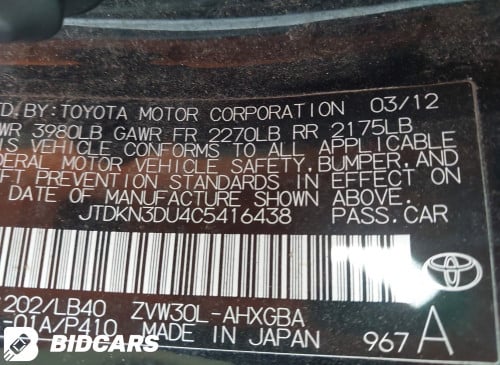 MFD. BY: TOYOTA MOTOR CORPORATION 03/12
WR 3980LB GAWR FR 2270LB RR 2175LB
IS VEHICLE CONFORMS TO ALL APPLICABLE
DERAL MOTOR VEHICLE SAFETY, BUMPER, AND
FT PREVENTION STANDARDS IN EFFECT ON
DATE OF MANUFACTURE SHOWN ABOVE.
JTDKN3DU4C5416438 PASS.CAR
202/LB40 ZVW30L-AHXGBA
-01A/P410 MADE IN JAPAN 967 A
BIDCARS